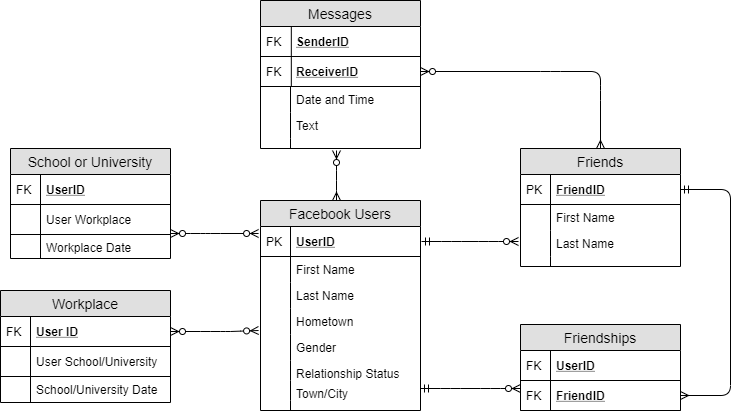 Messages
FK SenderID
FK ReceiverID
Date and Time
Text
School or University
FK UserID
User Workplace
Workplace Date
Facebook Users
PK UserID
First Name
Last Name
Hometown
Gender
Relationship Status
Town/City
Friends
PK FriendID
First Name
Last Name
Workplace
FK User ID
User School/University
School/University Date
Friendships
FK UserID
FK FriendID